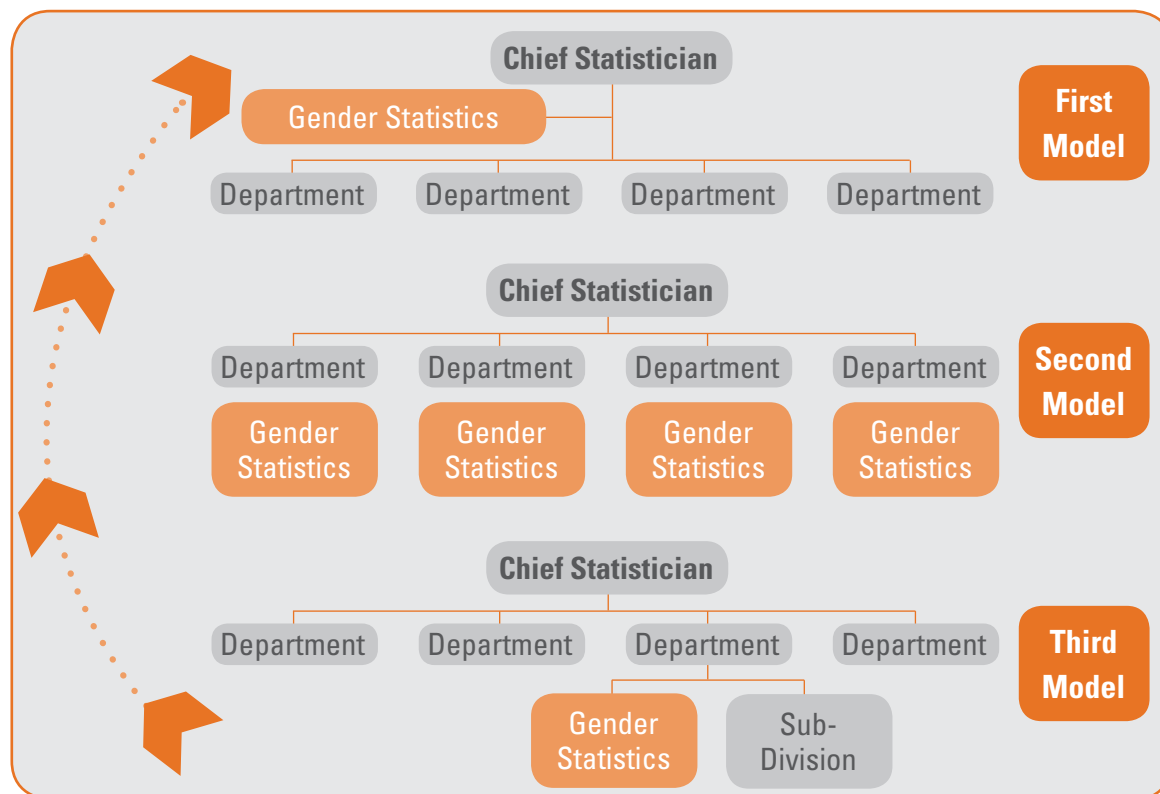 Chief Statistician
Gender Statistics
Department Department Department Department
First
Model
Chief Statistician
Department Department Department Department
Gender
Statistics
Gender
Statistics
Gender
Statistics
Gender
Statistics
Second
Model
Chief Statistician
Department Department Department Department
Gender
Statistics
Sub-
Division
Third
Model